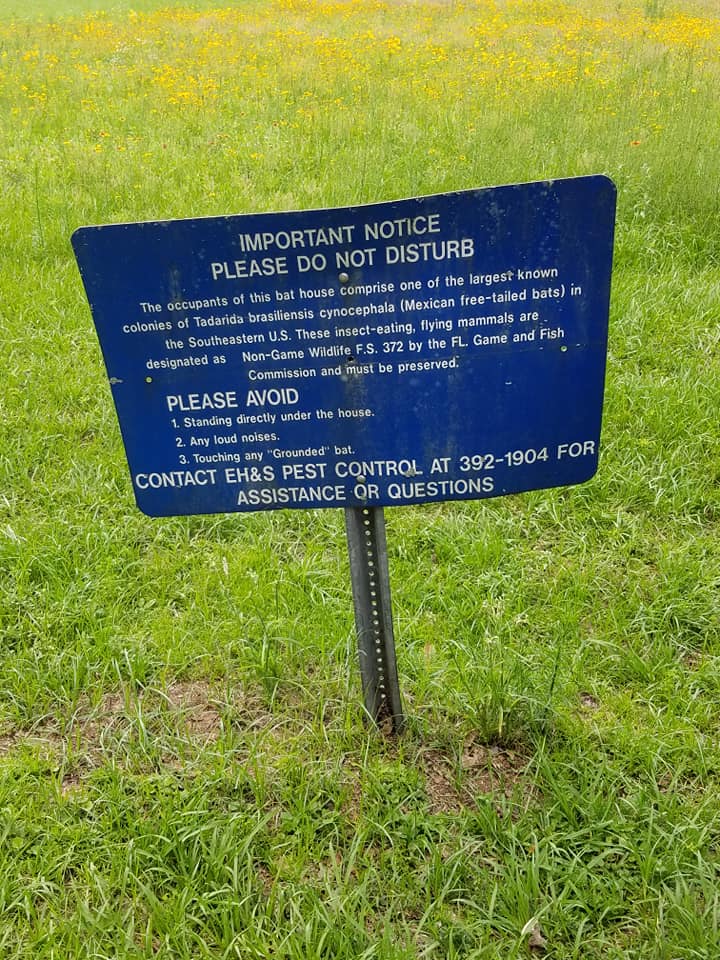 IMPORTANT NOTICE
PLEASE DO NOT DISTURB
The occupants of this bat house comprise one of the largest known
colonies of Tadarida brasiliensis cynocephala (Mexican free-tailed bats) in
the Southeastern U.S. These insect-eating, flying mammals are
designated as Non-Game Wildlife F.S. 372 by the FL. Game and Fish
Commission and must be preserved.
PLEASE AVOID
1. Standing directly under the house.
2. Any loud noises.
3. Touching any "Grounded" bat.
CONTACT EH&S PEST CONTROL AT 392-1904 FOR
ASSISTANCE OR QUESTIONS